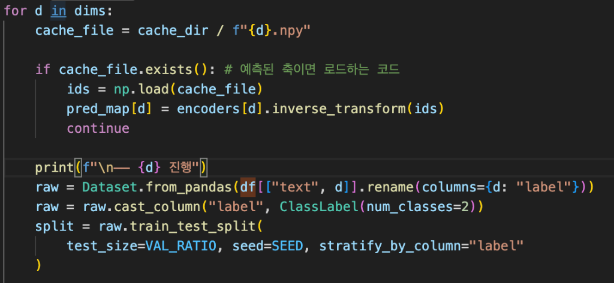 for d in dims:
    cache_file = cache_dir / f"{d}.npy"
    if cache_file.exists(): # 예측된 축이면 로드하는 코드
        ids = np.load(cache_file)
        pred_map[d] = encoders[d].inverse_transform(ids)
        continue
    print(f"\n—— {d} 진행")
    raw = Dataset.from_pandas(df[["text", d]].rename(columns={d: "label"}))
    raw = raw.cast_column("label", ClassLabel(num_classes=2))
    split = raw.train_test_split(
        test_size=VAL_RATIO, seed=SEED, stratify_by_column="label"
    )